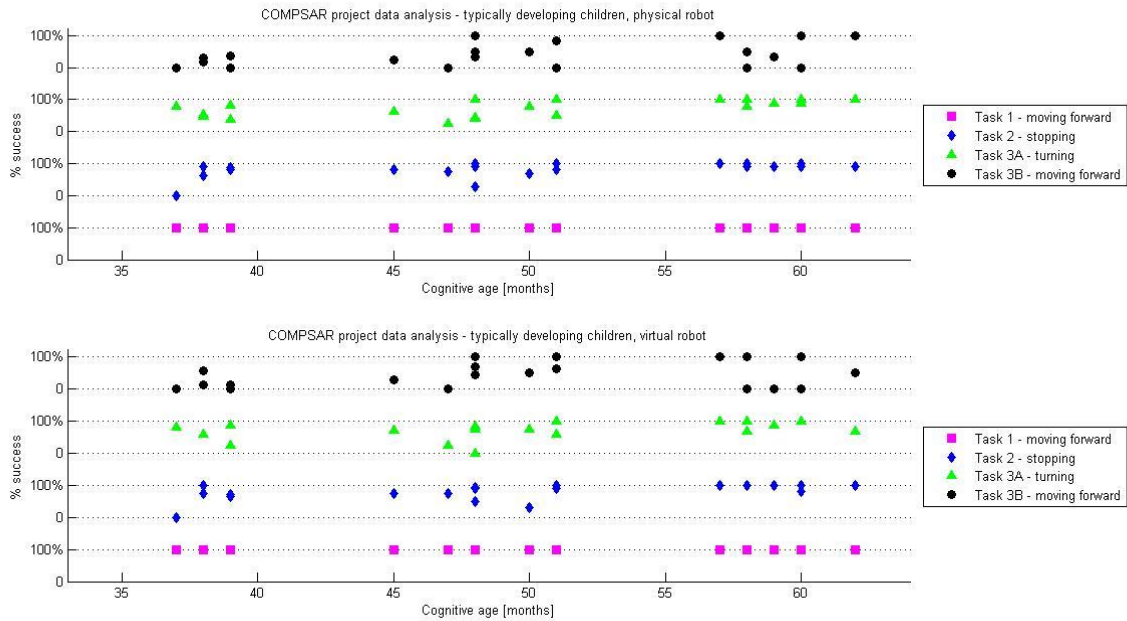 COMPSAR project data analysis - typically developing children, physical robot
100%
0
100%
0
100%
0
100%
0
% success
35 40 45 50 55 60
Cognitive age [months]
Task 1 - moving forward
Task 2 - stopping
Task 3A - turning
Task 3B - moving forward
COMPSAR project data analysis - typically developing children, virtual robot
100%
0
100%
0
100%
0
100%
0
% success
35 40 45 50 55 60
Cognitive age [months]
Task 1 - moving forward
Task 2 - stopping
Task 3A - turning
Task 3B - moving forward